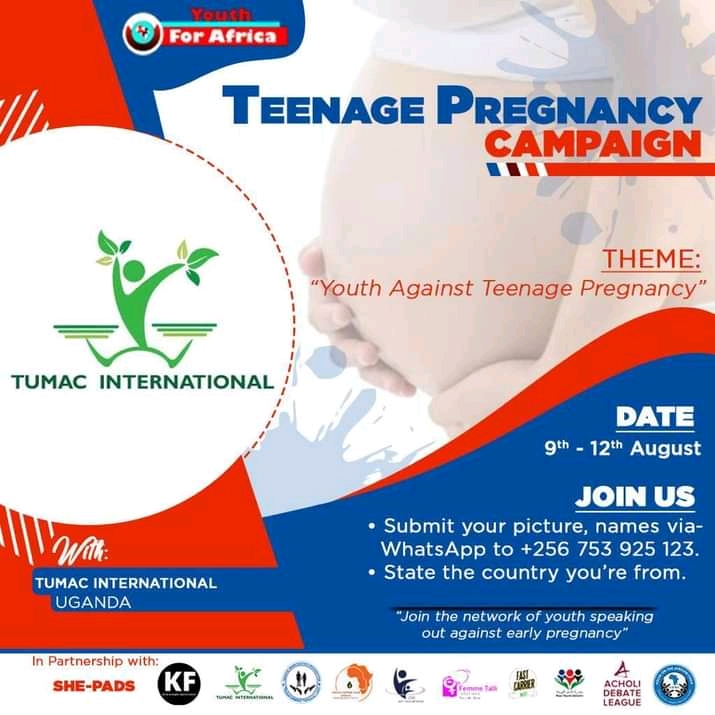 Youth
For Africa
TEENAGE PREGNANCY
CAMPAIGN
THEME:
"Youth Against Teenage Pregnancy"
TUMAC INTERNATIONAL
DATE
9th - 12th August
JOIN US
• Submit your picture, names via-
WhatsApp to +256 753 925 123.
• State the country you're from.
With:
TUMAC INTERNATIONAL
UGANDA
"Join the network of youth speaking
out against early pregnancy"
In Partnership with:
SHE-PADS
KF
TUMAC INTERNATIONAL
Femme Talk
FAST
CARRIER
ACHOLI
DEBATE
LEAGUE